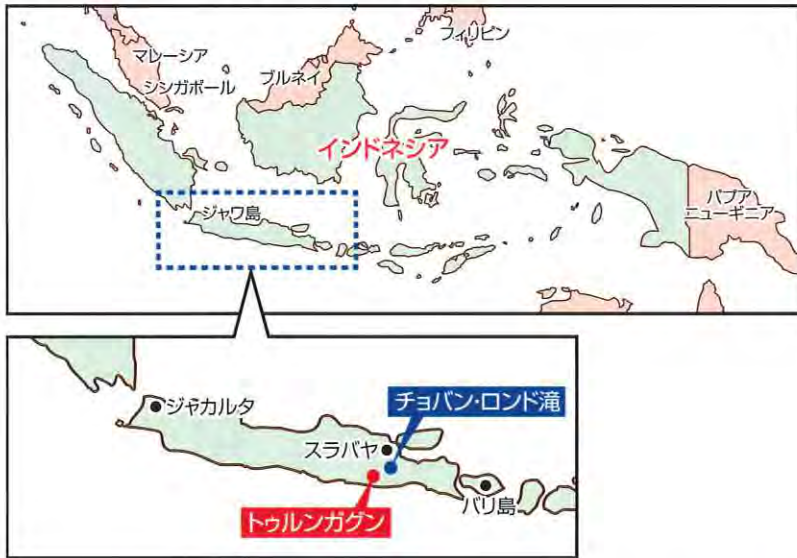 フィリピン
マレーシア
シンガポール
ブルネイ
インドネシア
ジャワ島
パプア
ニューギニア
ジャカルタ
チョバン・ロンド滝
スラバヤ
トゥルンガグン
バリ島